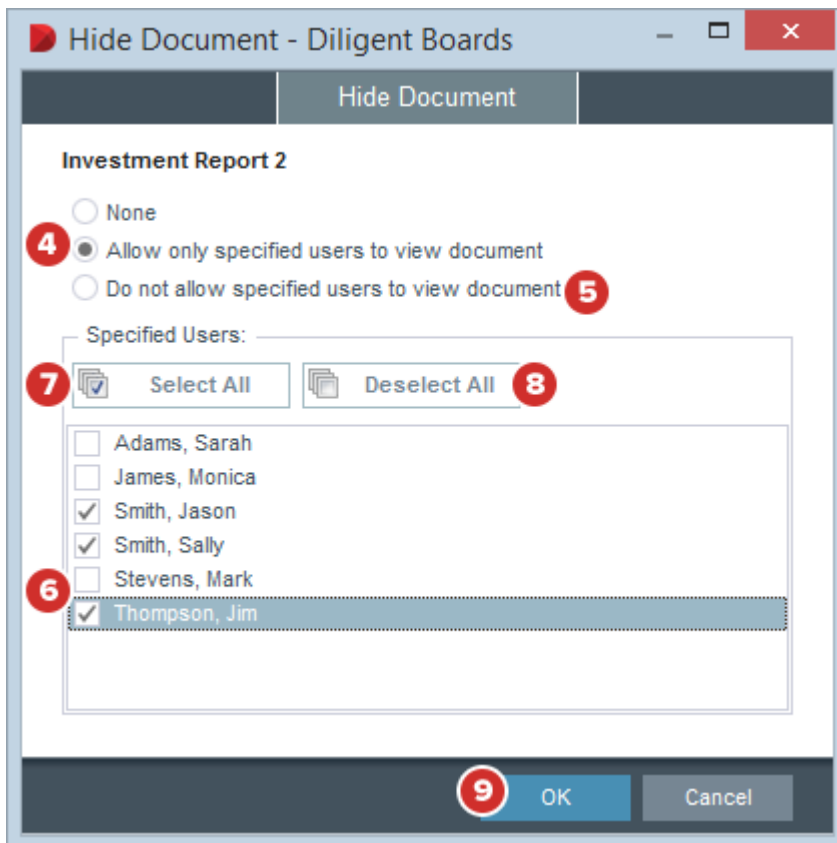 Hide Document - Diligent Boards
Hide Document
Investment Report 2
None
4 Allow only specified users to view document
Do not allow specified users to view document 5
Specified Users:
7 Select All Deselect All 8
Adams, Sarah
James, Monica
Smith, Jason
Smith, Sally
6 Stevens, Mark
Thompson, Jim
9 OK Cancel